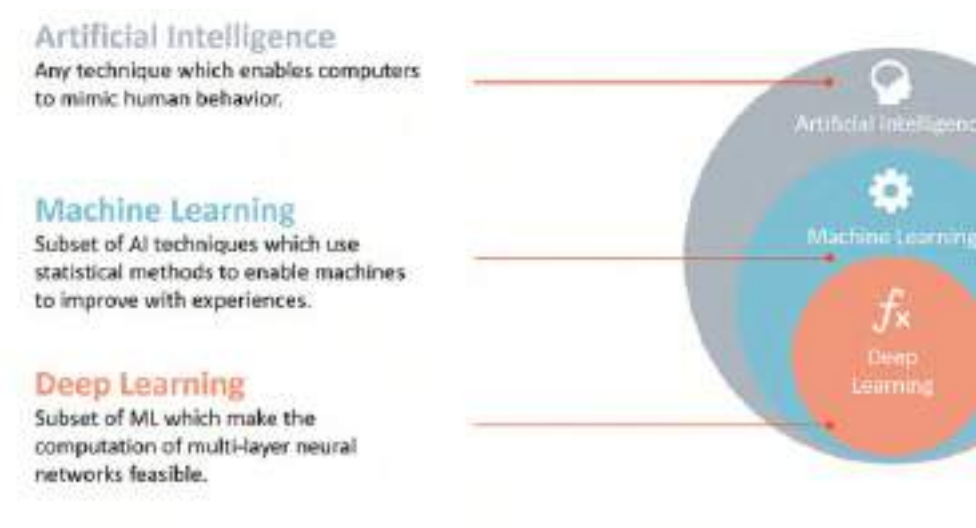 Artificial Intelligence
Any technique which enables computers
to mimic human behavior.
Machine Learning
Subset of AI techniques which use
statistical methods to enable machines
to improve with experiences.
Deep Learning
Subset of ML which make the
computation of multi-layer neural
networks feasible.
Artificial Intelligenc
Machine Learning
fx
Deep
Learning